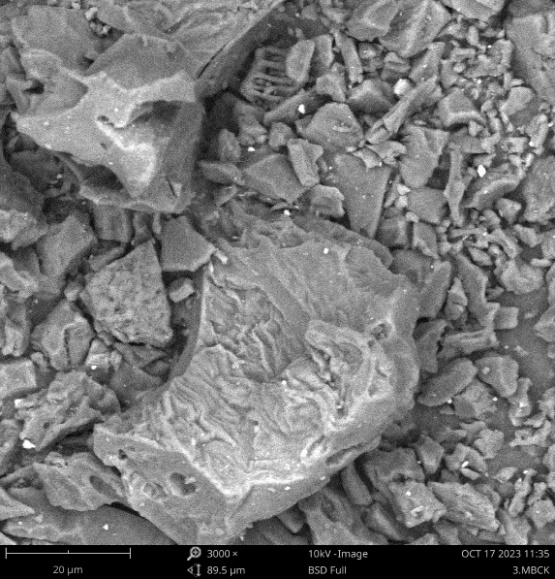 3000 × 10kV -Image OCT 17 2023 11:35
20 µm 89.5 µm BSD Full 3.MBCK